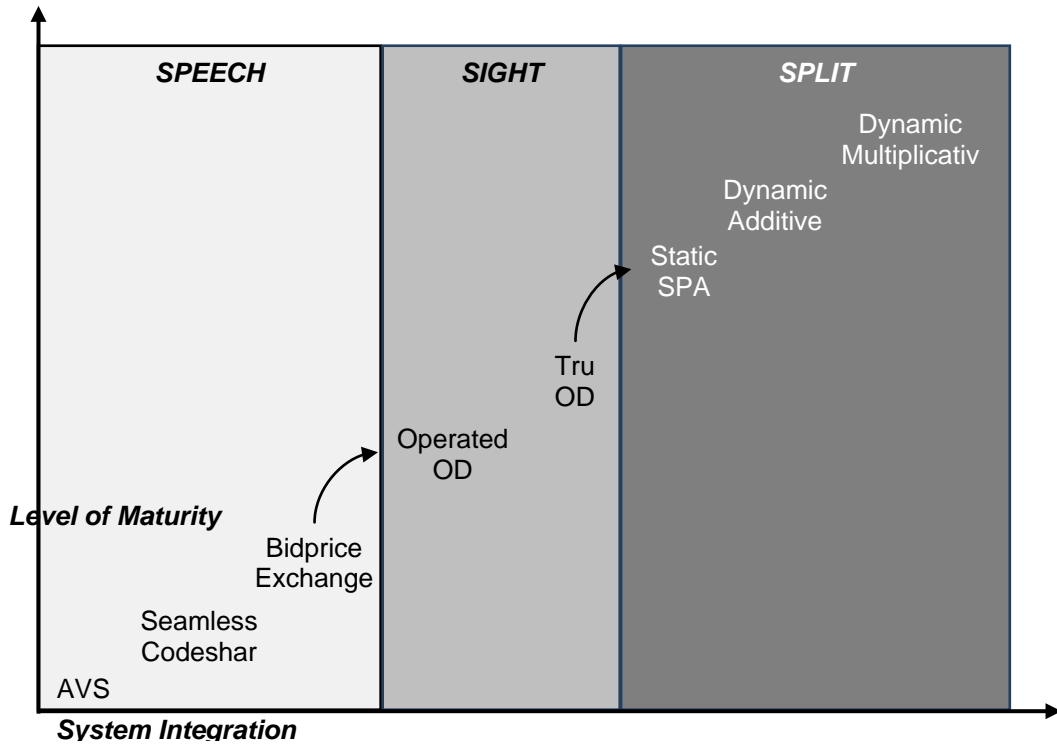 SPEECH
SIGHT
SPLIT
Dynamic
Multiplicativ
Dynamic
Additive
Static
SPA
Tru
OD
Operated
OD
Level of Maturity
Bidprice
Exchange
Seamless
Codeshar
AVS
System Integration